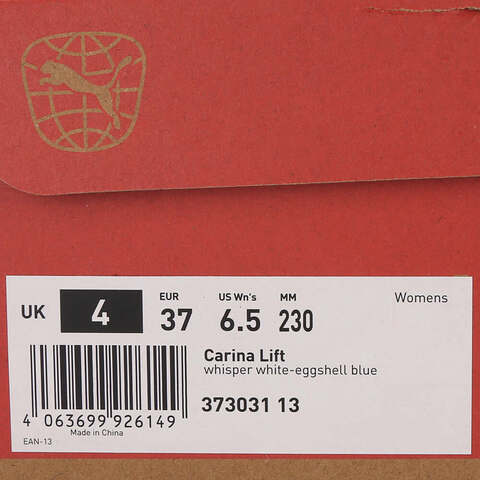 EUR US Wn's MM Womens
UK 4 37 6.5 230
Carina Lift
whisper white-eggshell blue
373031 13
4 063699 926149
Made in China
EAN-13